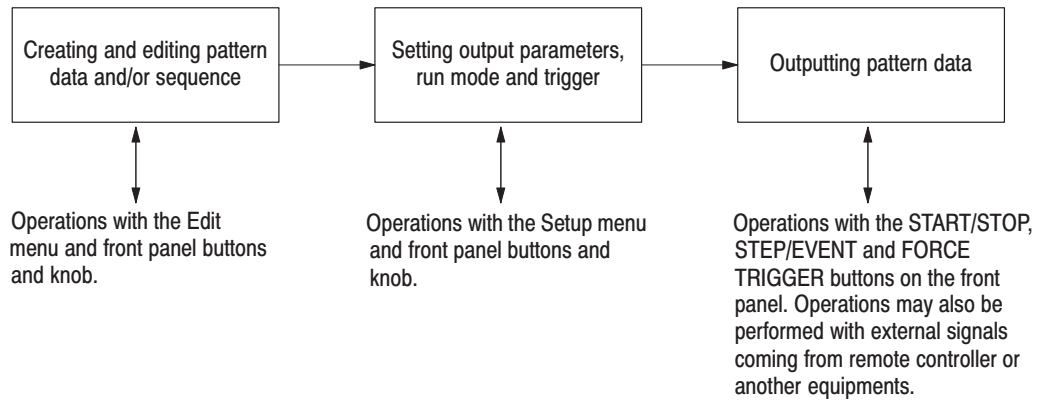 Creating and editing pattern
data and/or sequence
Setting output parameters,
run mode and trigger
Outputting pattern data
Operations with the Edit
menu and front panel buttons
and knob.
Operations with the Setup menu
and front panel buttons and
knob.
Operations with the START/STOP,
STEP/EVENT and FORCE
TRIGGER buttons on the front
panel. Operations may also be
performed with external signals
coming from remote controller or
another equipments.